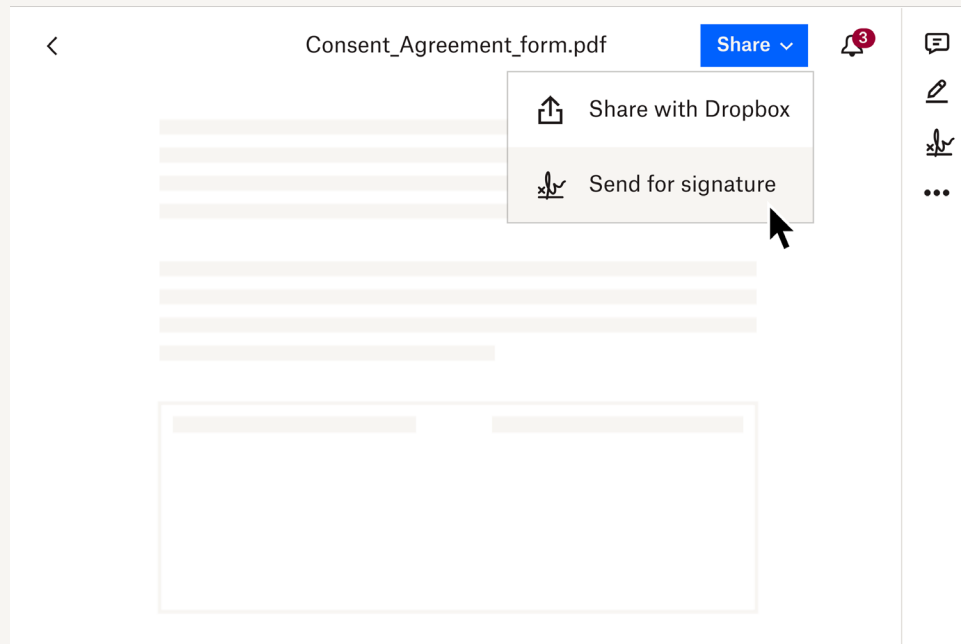 Consent_Agreement_form.pdf
Share
3
Share with Dropbox
Send for signature